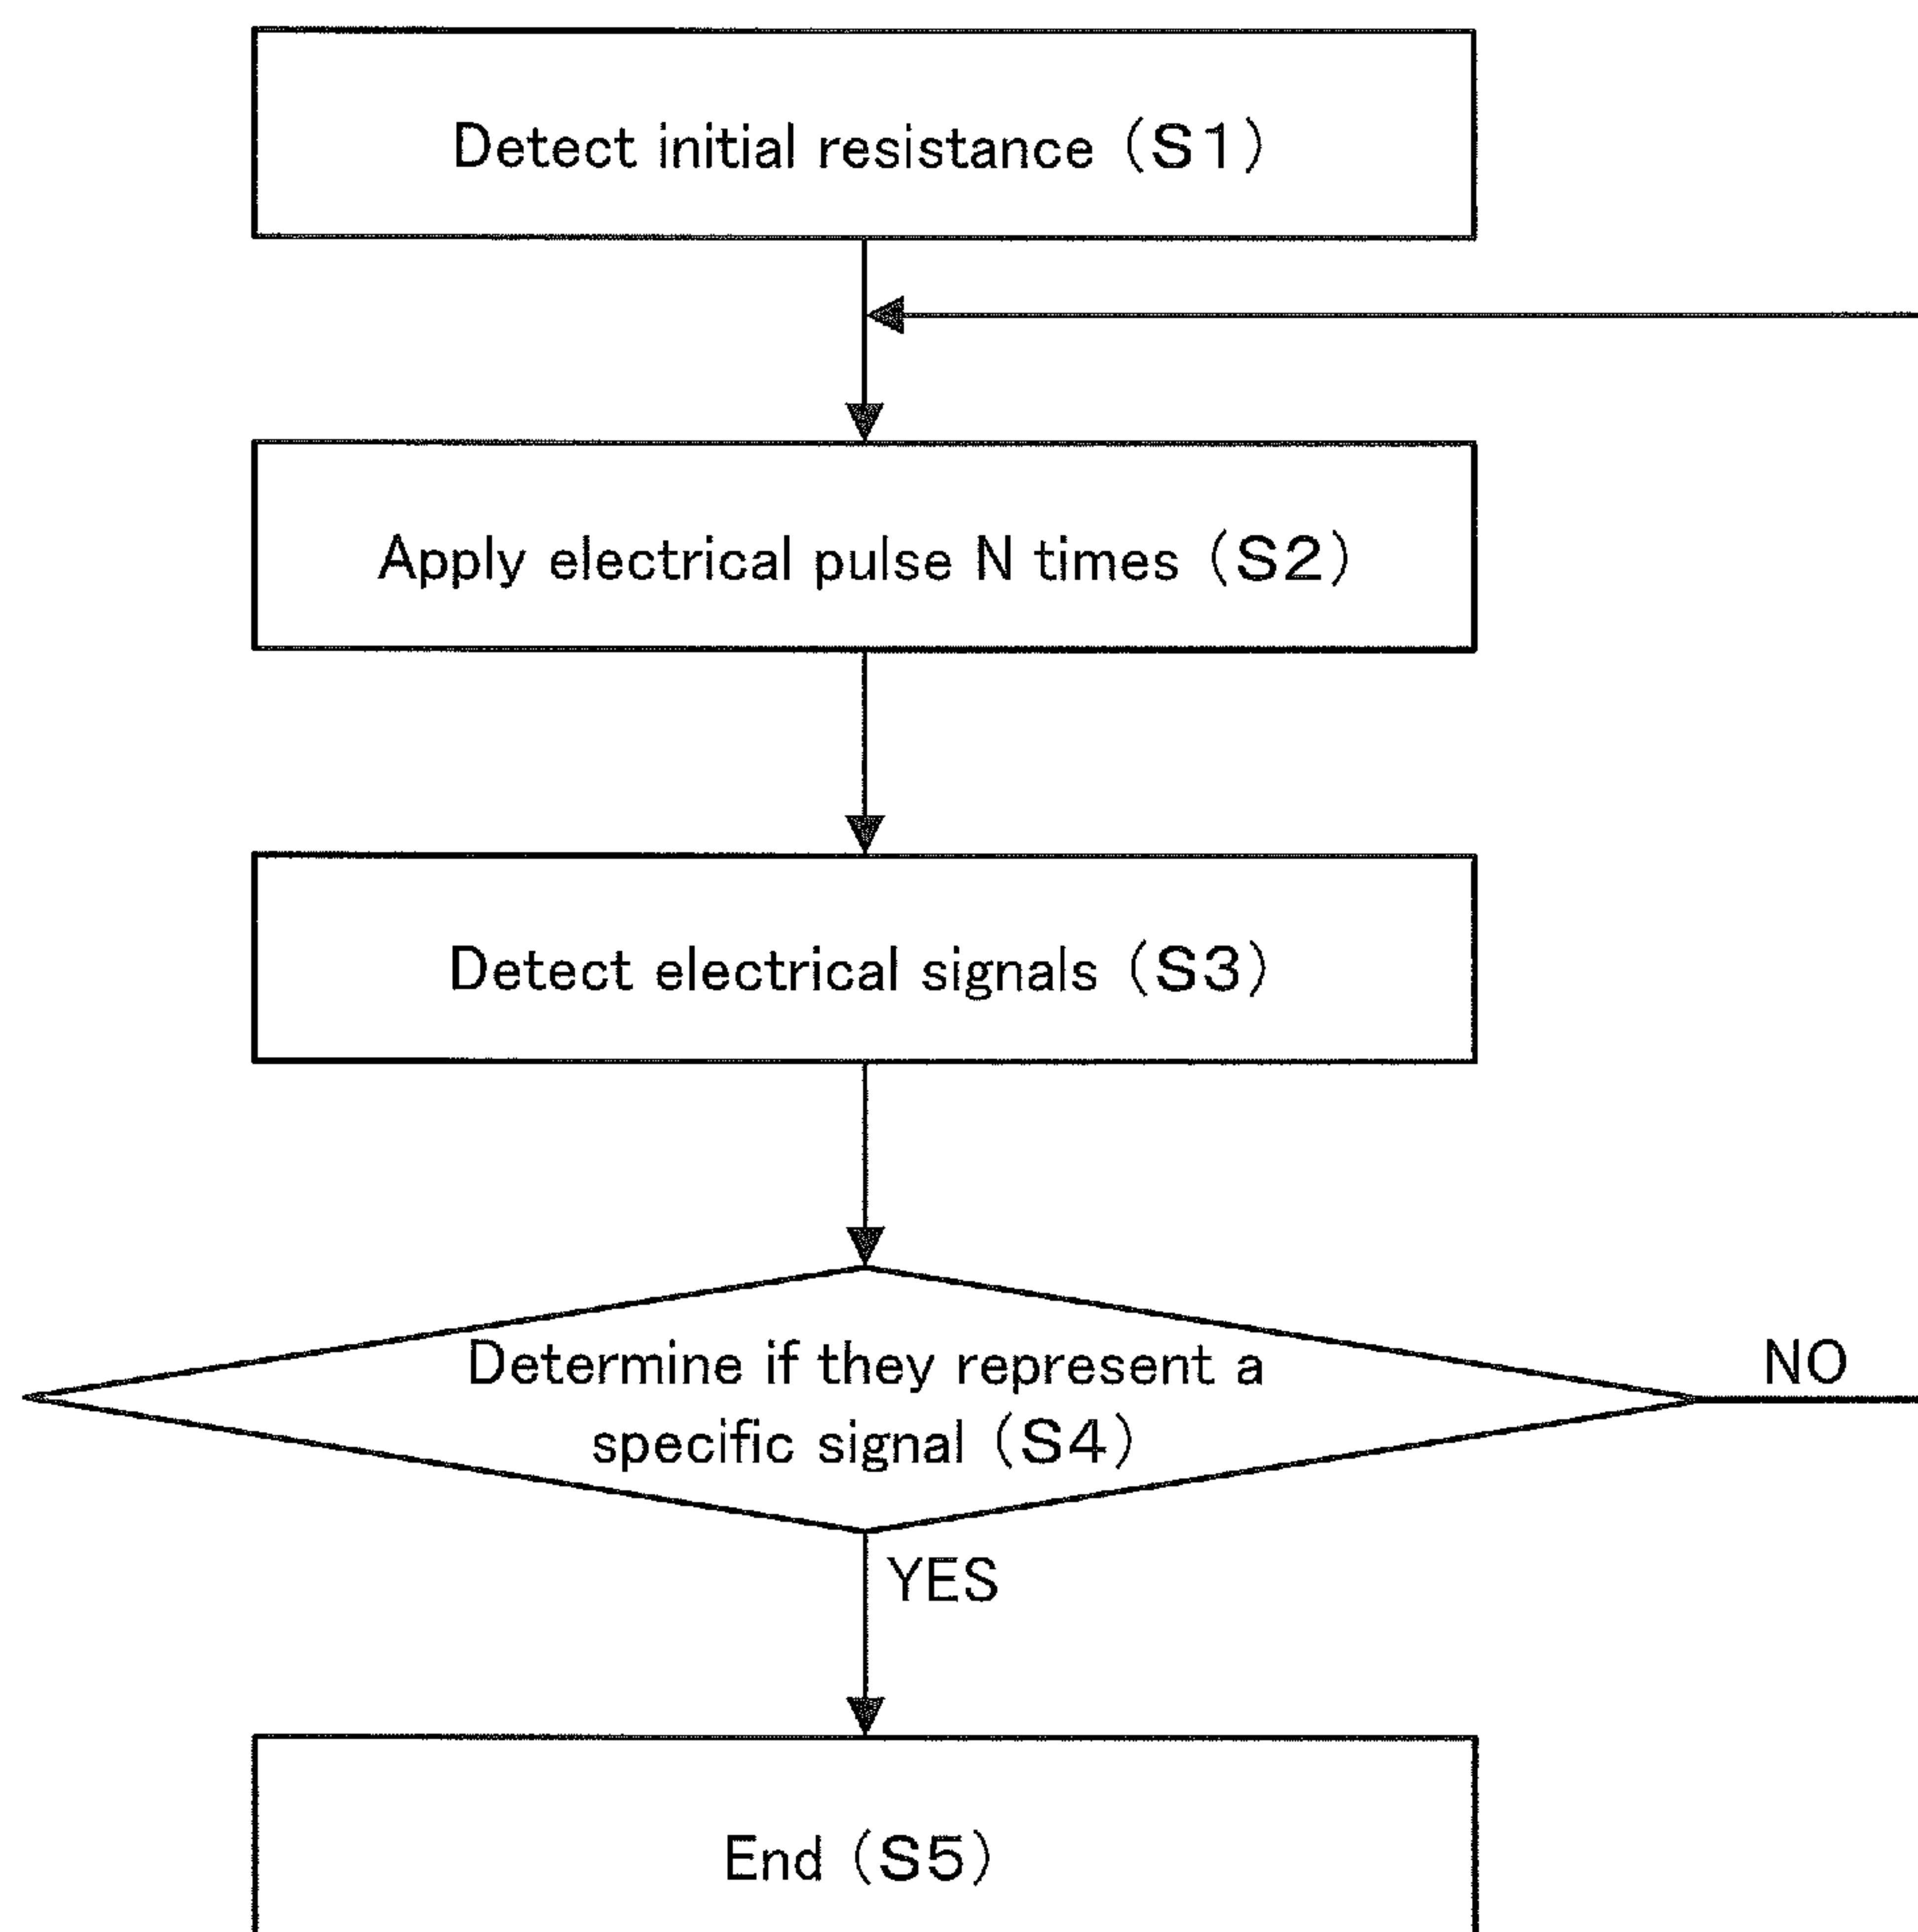 Detect initial resistance (S1)
Apply electrical pulse N times (S2)
Detect electrical signals (S3)
Determine if they represent a
specific signal (S4)
NO
YES
End (S5)